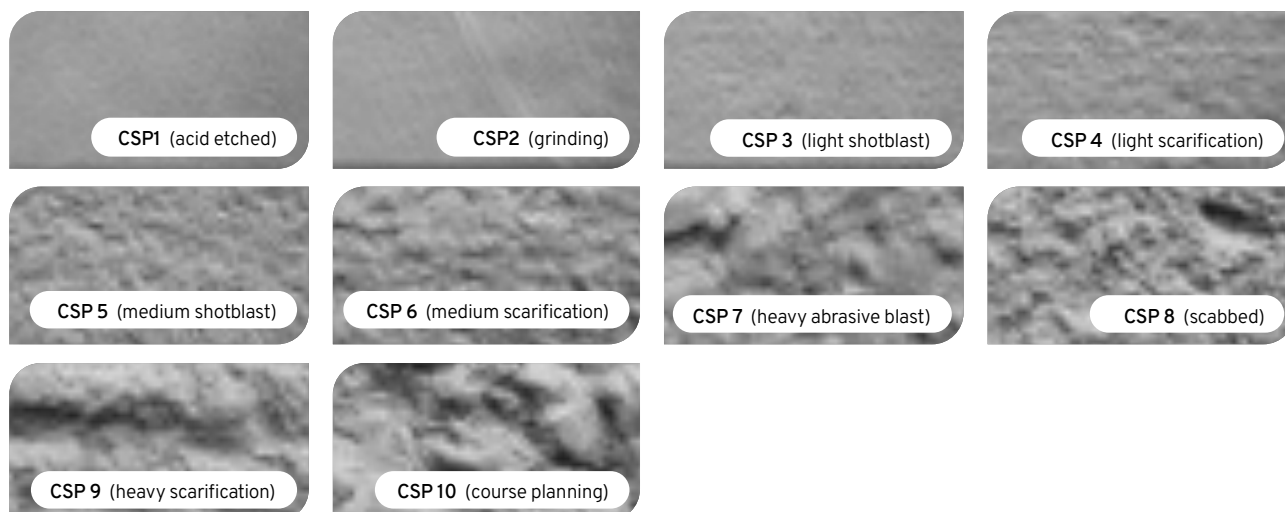 CSP1 (acid etched)
CSP2 (grinding)
CSP 3 (light shotblast)
CSP 4 (light scarification)
CSP 5 (medium shotblast)
CSP 6 (medium scarification)
CSP 7 (heavy abrasive blast)
CSP 8 (scabbed)
CSP 9 (heavy scarification)
CSP 10 (course planning)